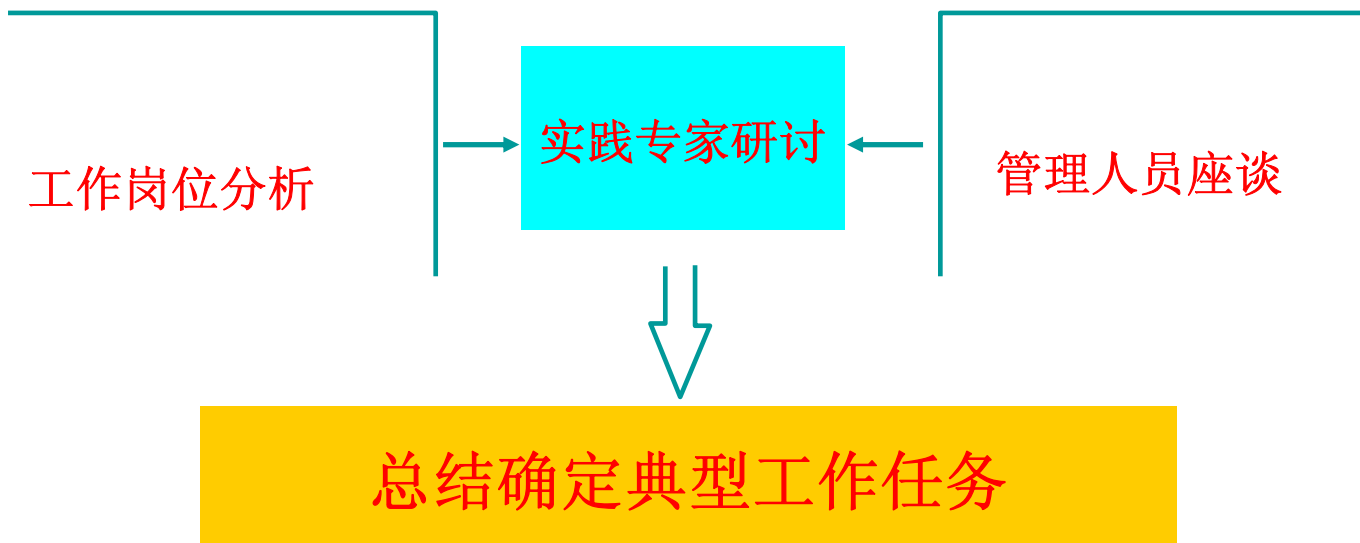 工作岗位分析
实践专家研讨
管理人员座谈
总结确定典型工作任务